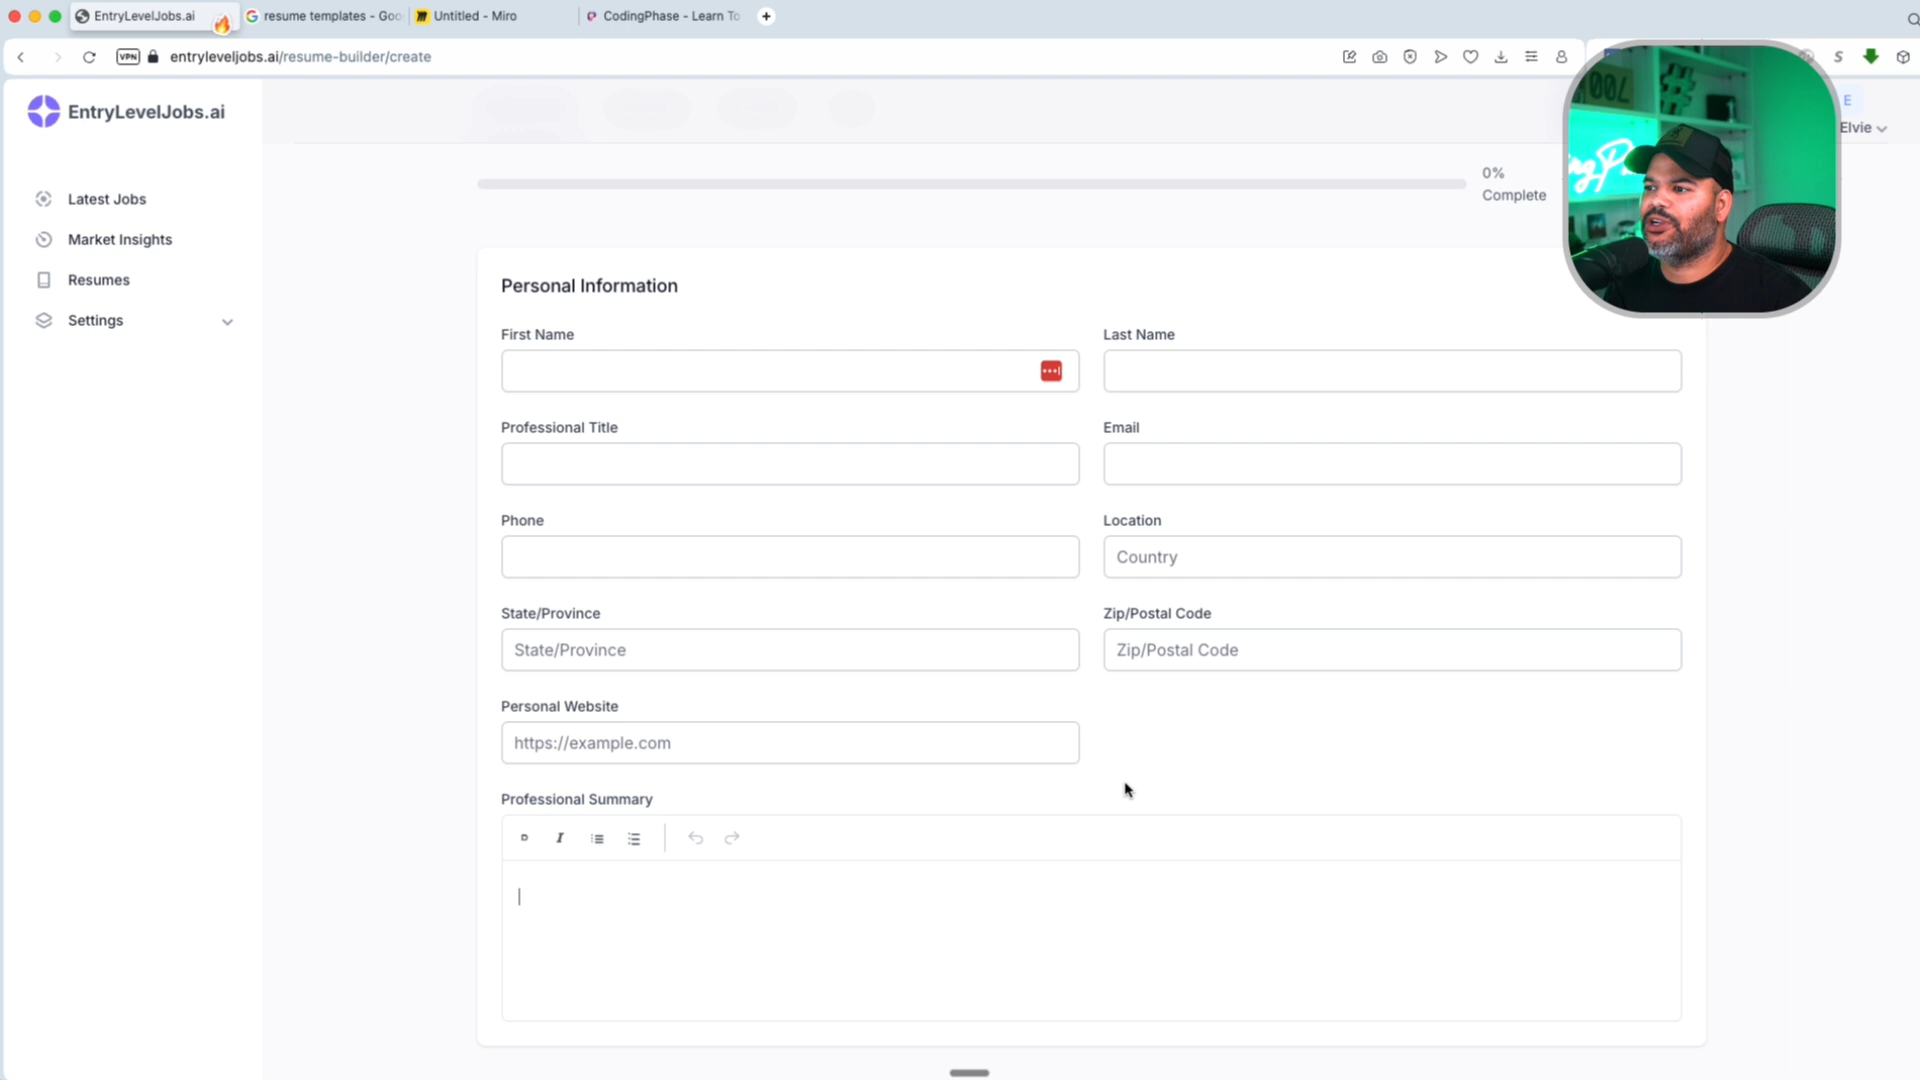 EntryLevelJobs.ai
resume templates - Goo
Untitled - Miro
CodingPhase - Learn To
VPN
entryleveljobs.ai/resume-builder/create
S
EntryLevelJobs.ai
E
Elvie
Latest Jobs
Market Insights
Resumes
Settings
0%
Complete
Personal Information
First Name
Last Name
Professional Title
Email
Phone
Location
Country
State/Province
Zip/Postal Code
State/Province
Zip/Postal Code
Personal Website
https://example.com
Professional Summary
I